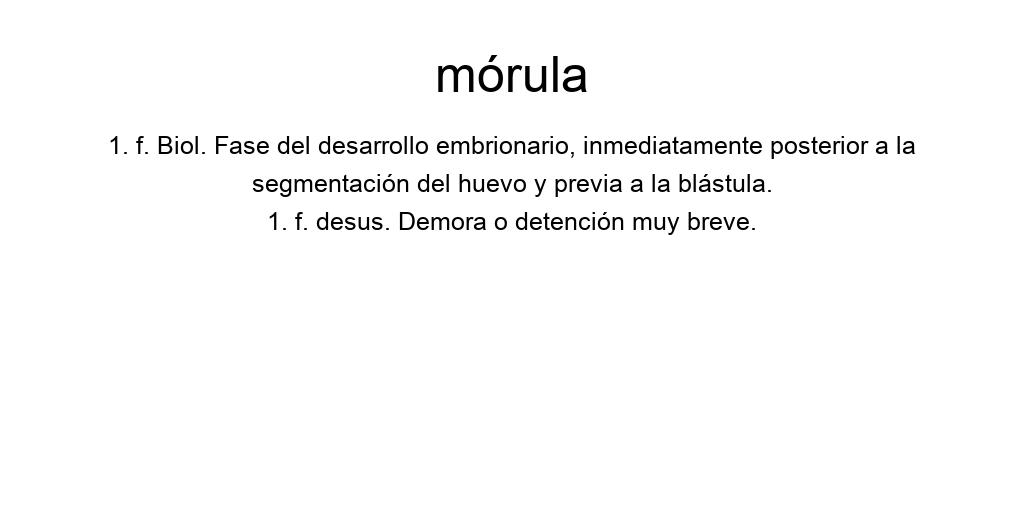 mórula
1. f. Biol. Fase del desarrollo embrionario, inmediatamente posterior a la
segmentación del huevo y previa a la blástula.
1. f. desus. Demora o detención muy breve.